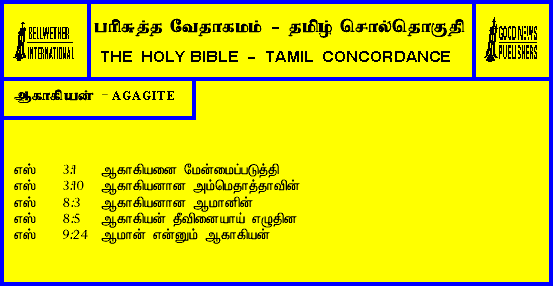 BELLWETHER
INTERNATIONAL
பரிசுத்த வேதாகமம் - தமிழ் சொல்தொகுதி
THE HOLY BIBLE - TAMIL CONCORDANCE
GOOD NEWS
PUBLISHERS
ஆகாகியன் - AGAGITE
எஸ் 3:1 ஆகாகியனை மேன்மைப்படுத்தி
எஸ் 3:10 ஆகாகியனான அம்மெதாத்தாவின்
எஸ் 8:3 ஆகாகியனான ஆமானின்
எஸ் 8:5 ஆகாகியன் தீவினையாய் எழுதின
எஸ் 9:24 ஆமான் என்னும் ஆகாகியன்